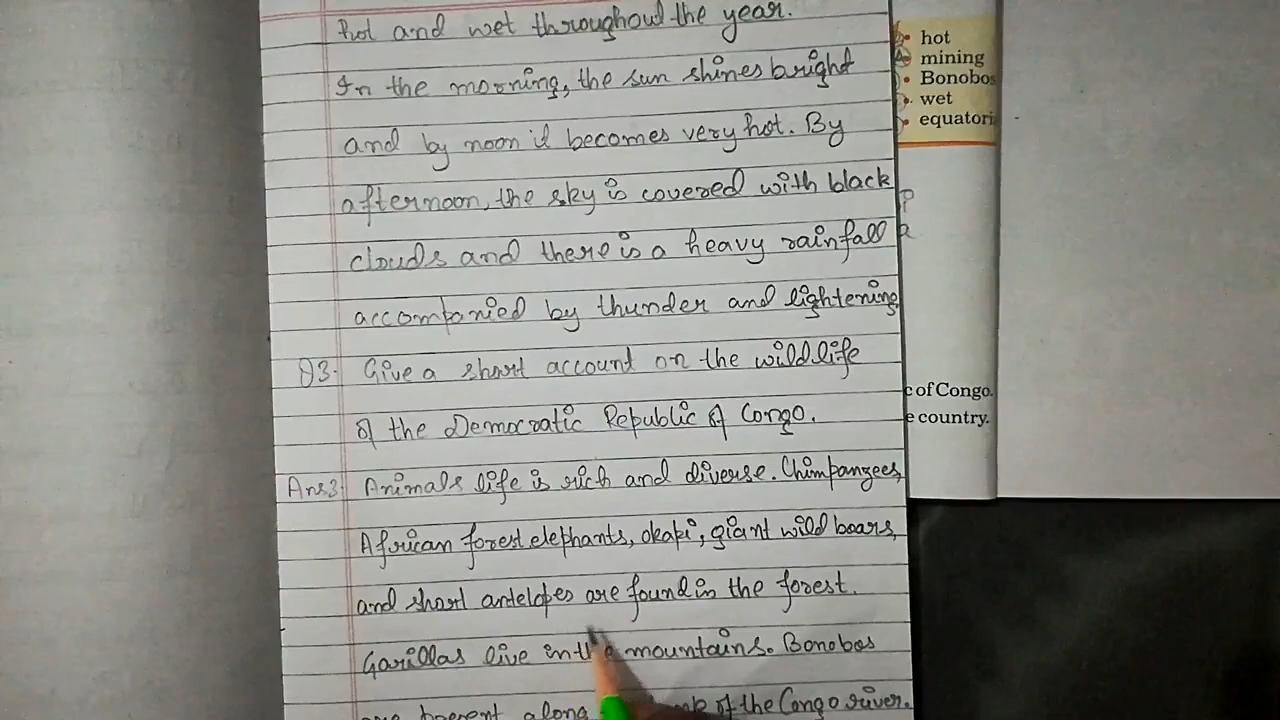 hot and wet throughout the year.
In the morning, the sun shines bright
and by noon it becomes very hot. By
afternoon, the sky is covered with black
clouds and there is a heavy rainfall
accompanied by thunder and lightening
Q3. Give a short account on the wildlife
of the Democratic Republic of Congo.
Ans3 Animals life is rich and diverse. Chimpanzees,
African forest elephants, okapi, giant wild boars,
and short antelopes are found in the forest.
Gorillas live in the mountains. Bonobos
present along of the Congo river.
• hot
• mining
• Bonobos
• wet
• equatori
of Congo.
e country.